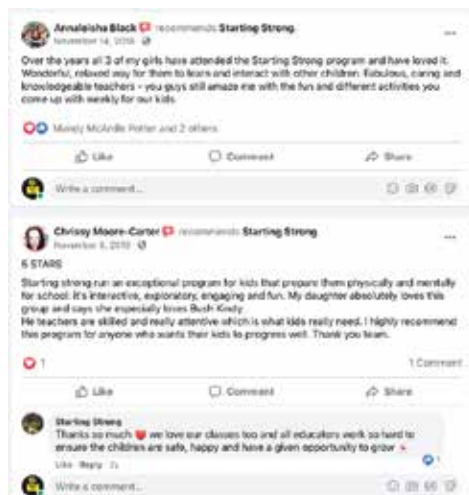 Annaleisha Black recommends Starting Strong.
November 14, 2018
Over the years all 3 of my girls have attended the Starting Strong program and have loved it.
Wonderful, relaxed way for them to learn and interact with other children. Fabulous, caring and
knowledgeable teachers - you guys still amaze me with the fun and different activities you
come up with weekly for our kids.
Mandy McArdle Potter and 2 others
Like Comment Share
Write a comment...
Chrissy Moore-Carter recommends Starting Strong
November 2018
5 STARS
Starting strong run an exceptional program for kids that prepare them physically and mentally
for school. it's interactive, exploratory, engaging and fun. My daughter absolutely loves this
group and says she especially loves Bush Kindy
He teachers are skilled and really attentive which is what kids really need. I highly recommend
this program for anyone who wants their kids to progress well. Thank you team.
1
1 Comment
Like Comment Share
Starting Strong
Thanks so much we love our classes too and all educators work so hard to
ensure the children are safe, happy and have a given opportunity to grow
Like Reply
1
Write a comment...